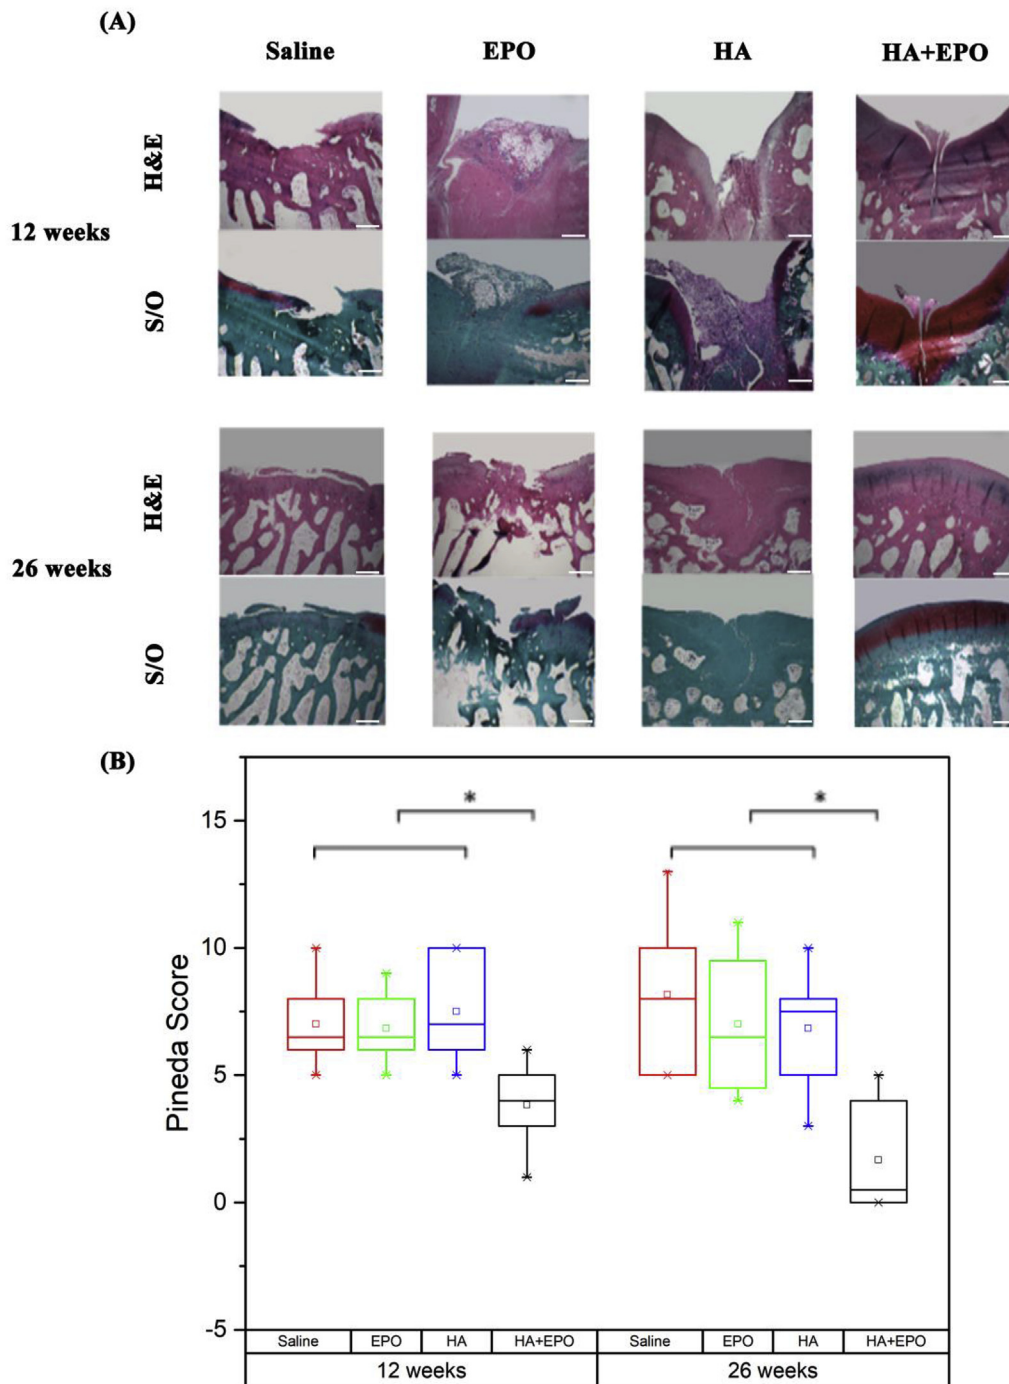 (A)
Saline EPO HA HA+EPO
H&E
12 weeks
S/O
H&E
26 weeks
S/O
(B)
* *
15
10
5
0
-5
Pineda Score
Saline EPO HA HA+EPO Saline EPO HA HA+EPO
12 weeks 26 weeks